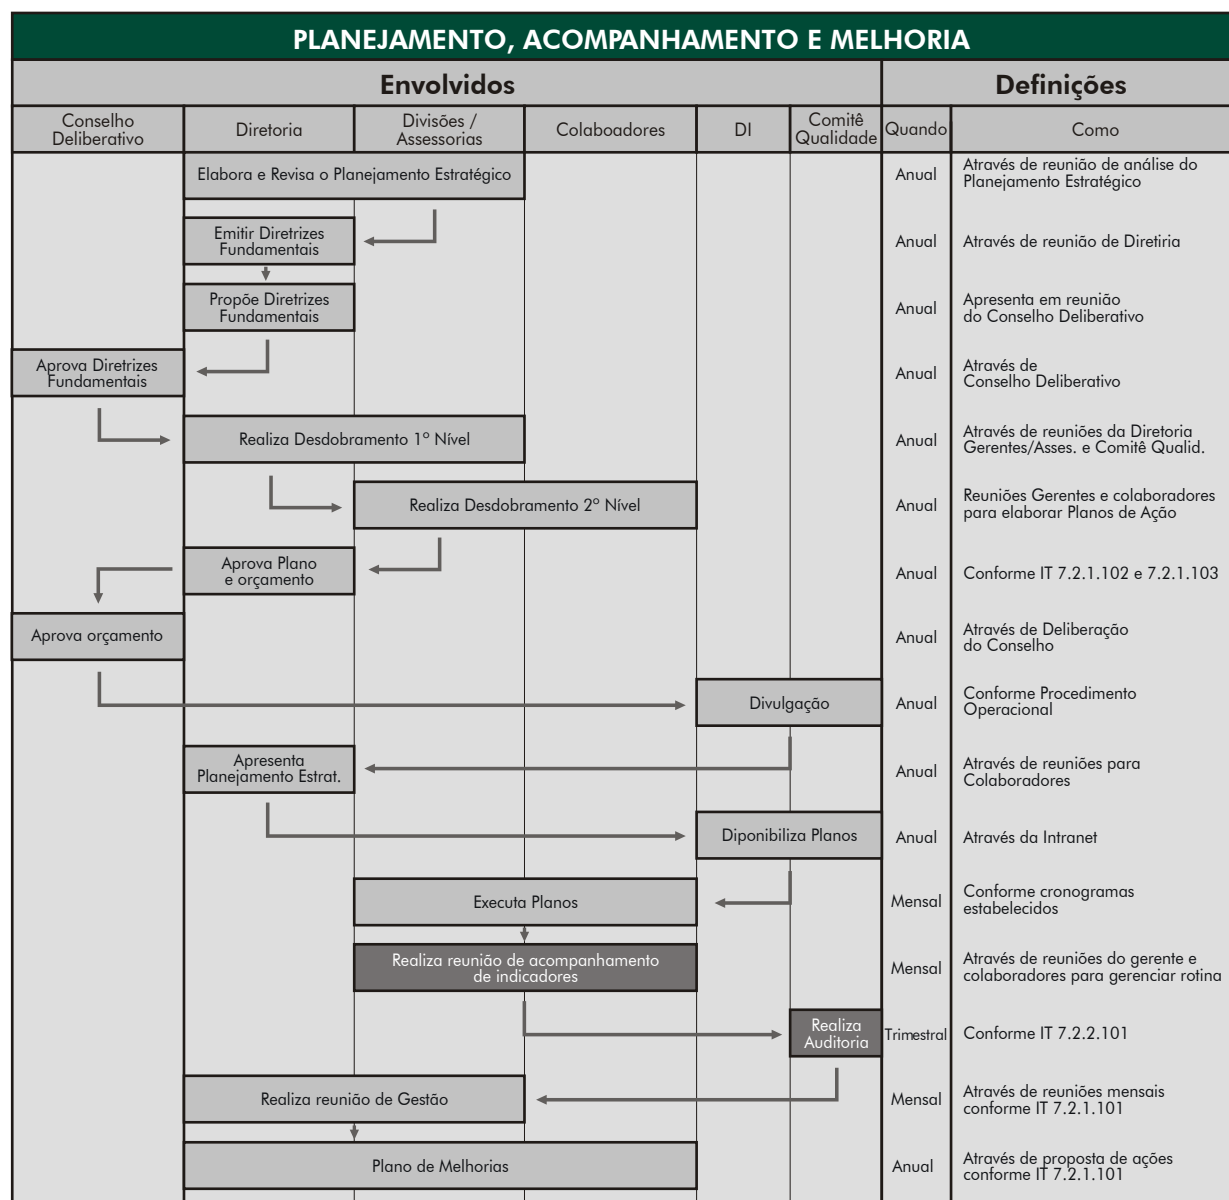 PLANEJAMENTO, ACOMPANHAMENTO E MELHORIA
Envolvidos
Definições
Conselho
Deliberativo
Diretoria
Divisões /
Assessorias
Colaboadores
DI
Comitê
Qualidade
Quando
Como
Elabora e Revisa o Planejamento Estratégico
Anual
Através de reunião de análise do
Planejamento Estratégico
Emitir Diretrizes
Fundamentais
Anual
Através de reunião de Diretiria
Propõe Diretrizes
Fundamentais
Anual
Apresenta em reunião
do Conselho Deliberativo
Aprova Diretrizes
Fundamentais
Anual
Através de
Conselho Deliberativo
Realiza Desdobramento 1º Nível
Anual
Através de reuniões da Diretoria
Gerentes/Asses. e Comitê Qualid.
Realiza Desdobramento 2º Nível
Anual
Reuniões Gerentes e colaboradores
para elaborar Planos de Ação
Aprova Plano
e orçamento
Anual
Conforme IT 7.2.1.102 e 7.2.1.103
Aprova orçamento
Anual
Através de Deliberação
do Conselho
Divulgação
Anual
Conforme Procedimento
Operacional
Apresenta
Planejamento Estrat.
Anual
Através de reuniões para
Colaboradores
Diponibiliza Planos
Anual
Através da Intranet
Executa Planos
Mensal
Conforme cronogramas
estabelecidos
Realiza reunião de acompanhamento
de indicadores
Mensal
Através de reuniões do gerente e
colaboradores para gerenciar rotina
Realiza
Auditoria
Trimestral
Conforme IT 7.2.2.101
Realiza reunião de Gestão
Mensal
Através de reuniões mensais
conforme IT 7.2.1.101
Plano de Melhorias
Anual
Através de proposta de ações
conforme IT 7.2.1.101